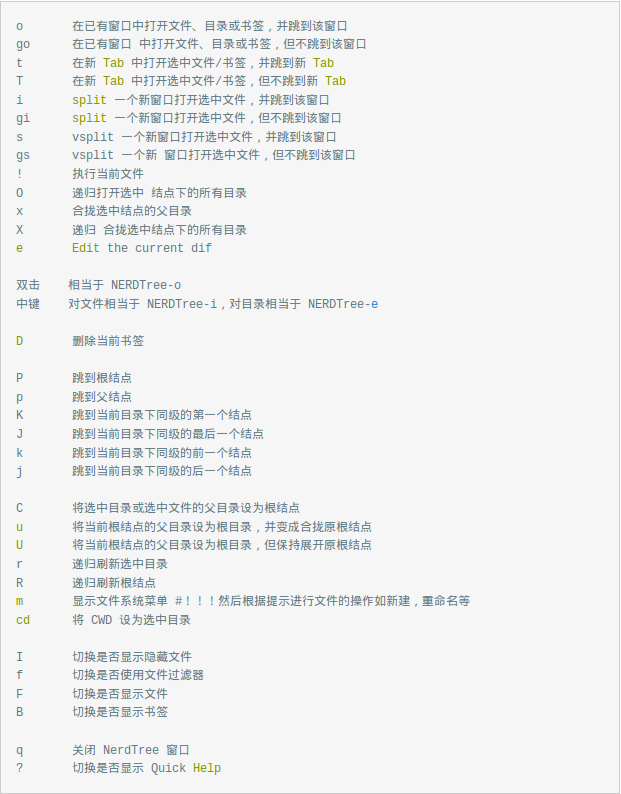 o 在已有窗口中打开文件、目录或书签,并跳到该窗口
go 在已有窗口 中打开文件、目录或书签,但不跳到该窗口
t 在新 Tab 中打开选中文件/书签,并跳到新 Tab
T 在新 Tab 中打开选中文件/书签,但不跳到新 Tab
i split 一个新窗口打开选中文件,并跳到该窗口
gi split 一个新窗口打开选中文件,但不跳到该窗口
s vsplit 一个新窗口打开选中文件,并跳到该窗口
gs vsplit 一个新 窗口打开选中文件,但不跳到该窗口
! 执行当前文件
O 递归打开选中 结点下的所有目录
x 合拢选中结点的父目录
X 递归 合拢选中结点下的所有目录
e Edit the current dif
双击 相当于 NERDTree-o
中键 对文件相当于 NERDTree-i,对目录相当于 NERDTree-e
D 删除当前书签
P 跳到根结点
p 跳到父结点
K 跳到当前目录下同级的第一个结点
J 跳到当前目录下同级的最后一个结点
k 跳到当前目录下同级的前一个结点
j 跳到当前目录下同级的后一个结点
C 将选中目录或选中文件的父目录设为根结点
u 将当前根结点的父目录设为根目录,并变成合拢原根结点
U 将当前根结点的父目录设为根目录,但保持展开原根结点
r 递归刷新选中目录
R 递归刷新根结点
m 显示文件系统菜单 #！！！然后根据提示进行文件的操作如新建,重命名等
cd 将 CWD 设为选中目录
I 切换是否显示隐藏文件
f 切换是否使用文件过滤器
F 切换是否显示文件
B 切换是否显示书签
q 关闭 NerdTree 窗口
? 切换是否显示 Quick Help